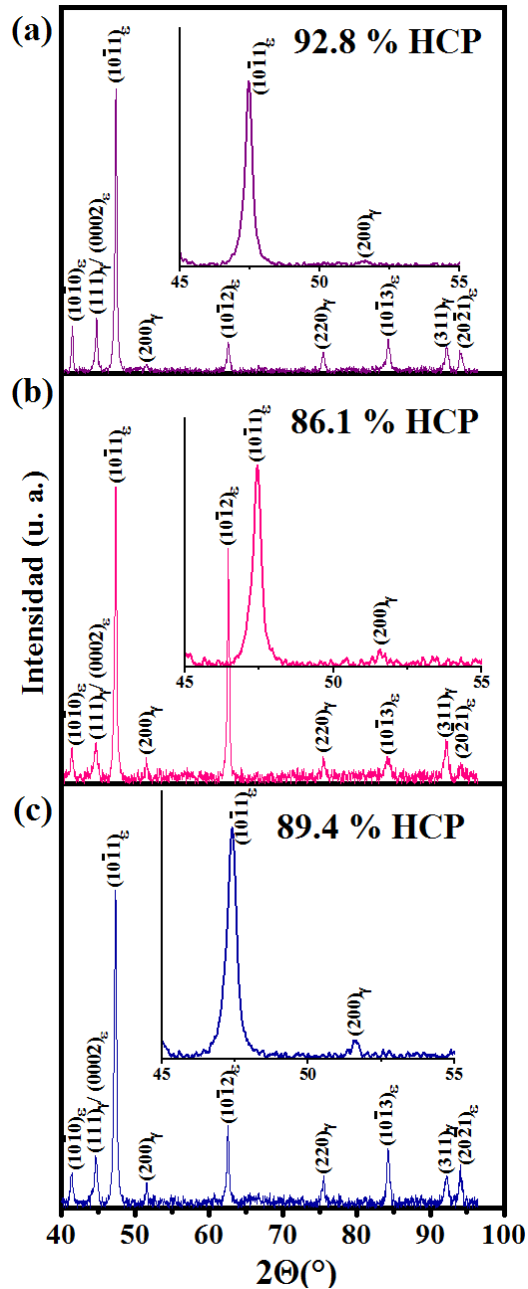 (a)
92.8 % HCP
(101̄1)ε
(200)γ
45
50
55
(1̄010)ε
(111)γ/ (0002)ε
(101̄1)ε
(200)γ
(101̄2)ε
(220)γ
(101̄3)ε
(311)γ
(202̄1)ε
(b)
86.1 % HCP
(101̄1)ε
(200)γ
45
50
55
(1̄010)ε
(111)γ/ (0002)ε
(101̄1)ε
(200)γ
(101̄2)ε
(220)γ
(101̄3)ε
(311)γ
(202̄1)ε
Intensidad (u. a.)
(c)
89.4 % HCP
(101̄1)ε
(200)γ
45
50
55
(101̄0)ε
(111)γ/ (0002)ε
(101̄1)ε
(200)γ
(101̄2)ε
(220)γ
(101̄3)ε
(311)γ
(202̄1)ε
40 50 60 70 80 90 100
2Θ(°)